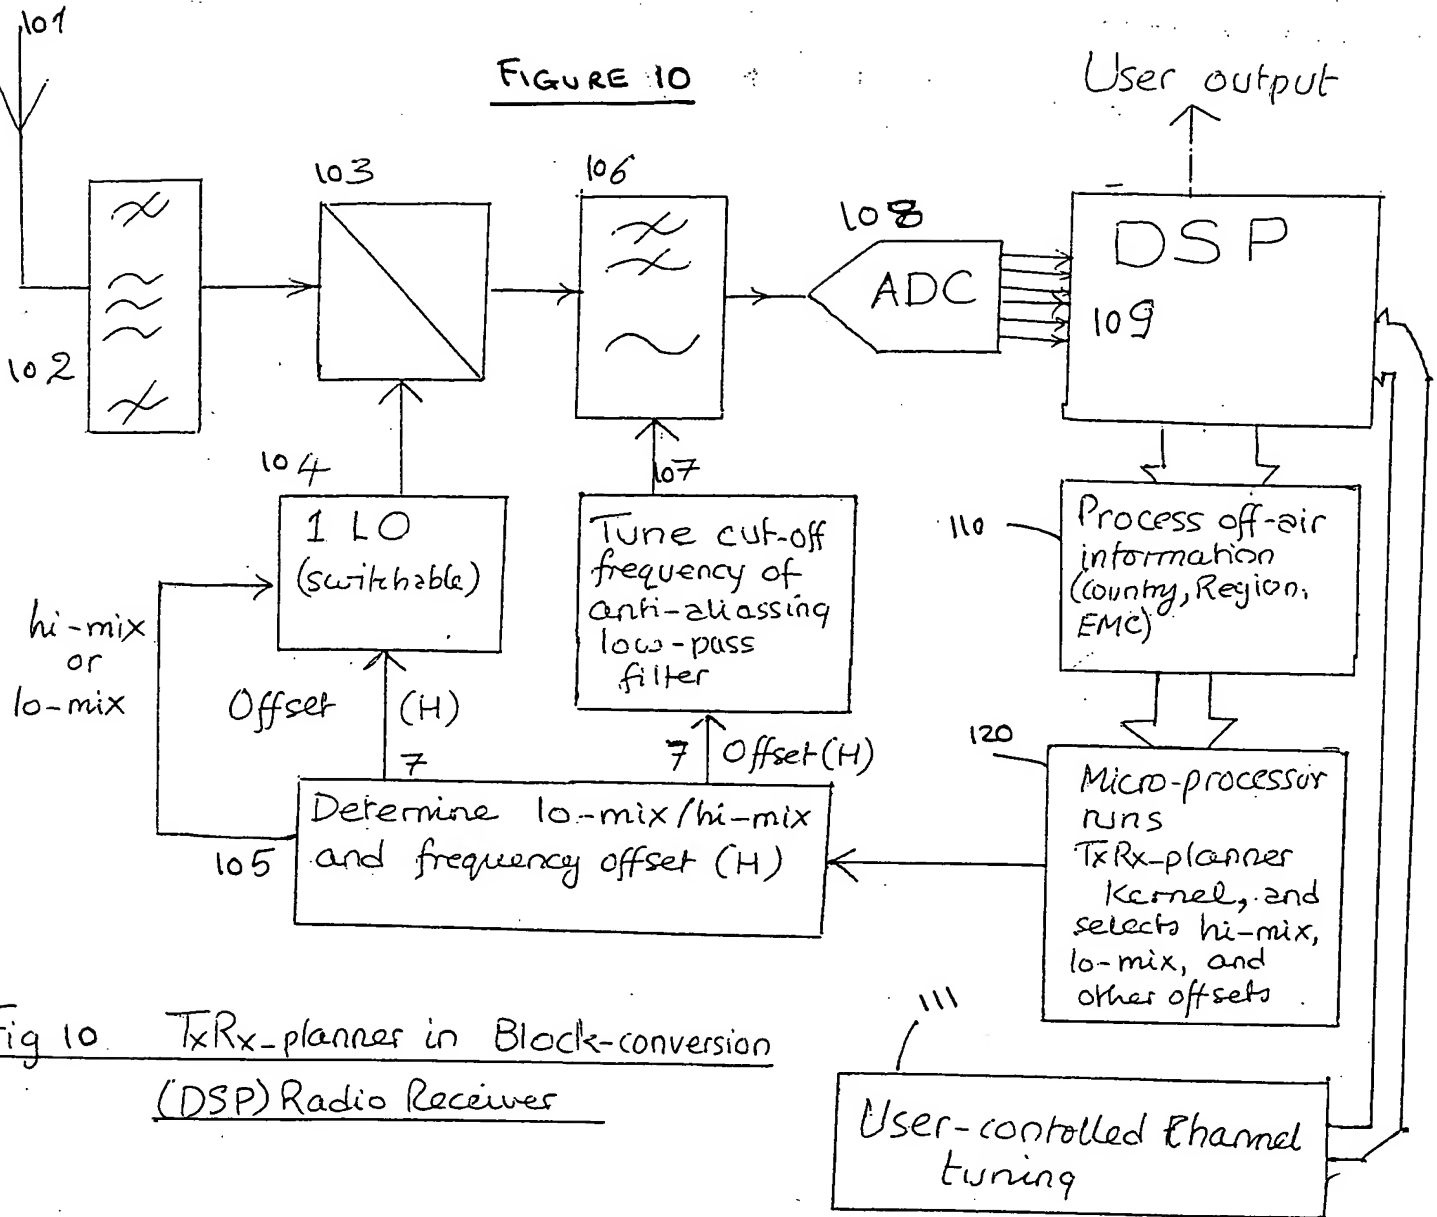 101
FIGURE 10
User output
103
106
108
ADC
DSP
109
102
104
1 LO
(switchable)
107
Tune cut-off
frequency of
anti-aliassing
low-pass
filter
110
Process off-air
information
(Country, Region,
EMC)
hi-mix
or
lo-mix
Offset (H)
7
7 Offset (H)
120
Micro-processor
runs
TxRx-planner
Kernel, and
selects hi-mix,
lo-mix, and
other offsets
105
Determine lo-mix/hi-mix
and frequency offset (H)
111
Fig 10 TxRx-planner in Block-conversion
(DSP) Radio Receiver
User-controlled Channel
tuning